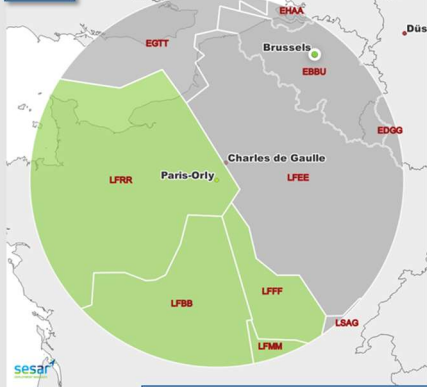 EHAA
Düs
EGTT
Brussels
EBBU
EDGG
Charles de Gaulle
Paris-Orly
LFRR
LFEE
LFFF
LFBB
LSAG
LFMM
sesar